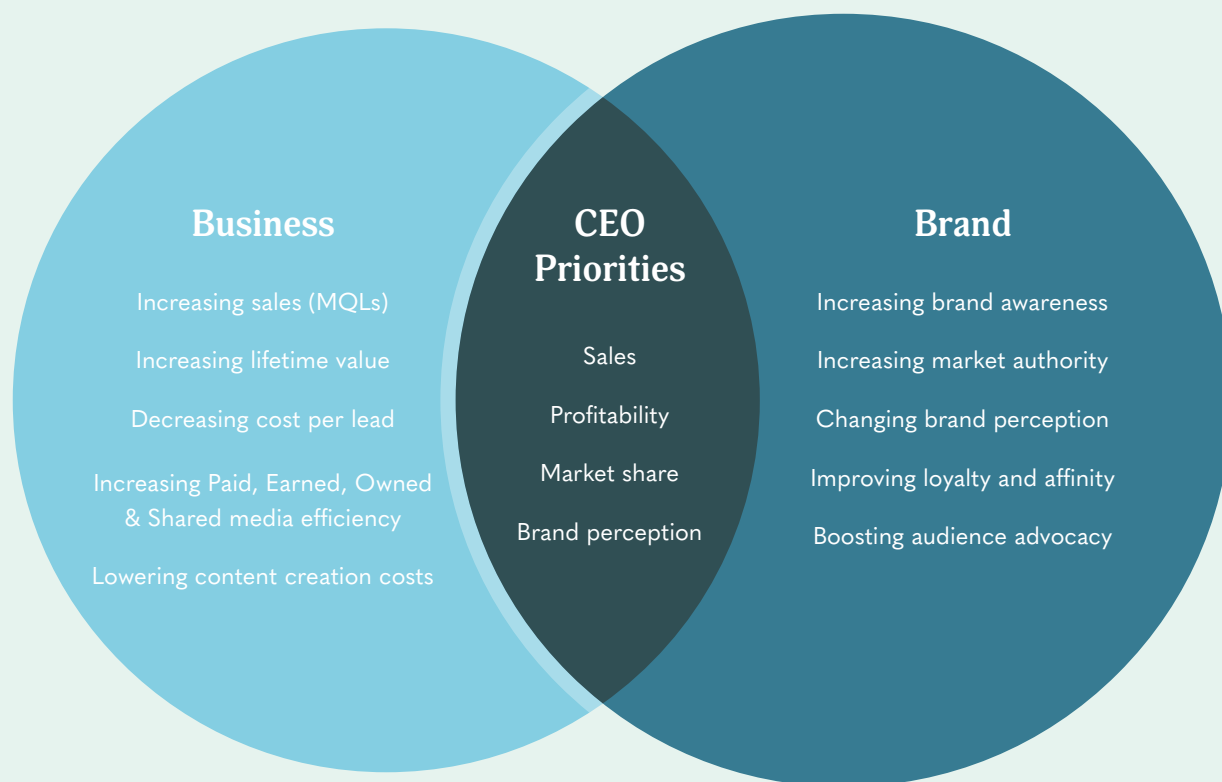 Business
Increasing sales (MQLs)
Increasing lifetime value
Decreasing cost per lead
Increasing Paid, Earned, Owned
& Shared media efficiency
Lowering content creation costs
CEO
Priorities
Sales
Profitability
Market share
Brand perception
Brand
Increasing brand awareness
Increasing market authority
Changing brand perception
Improving loyalty and affinity
Boosting audience advocacy